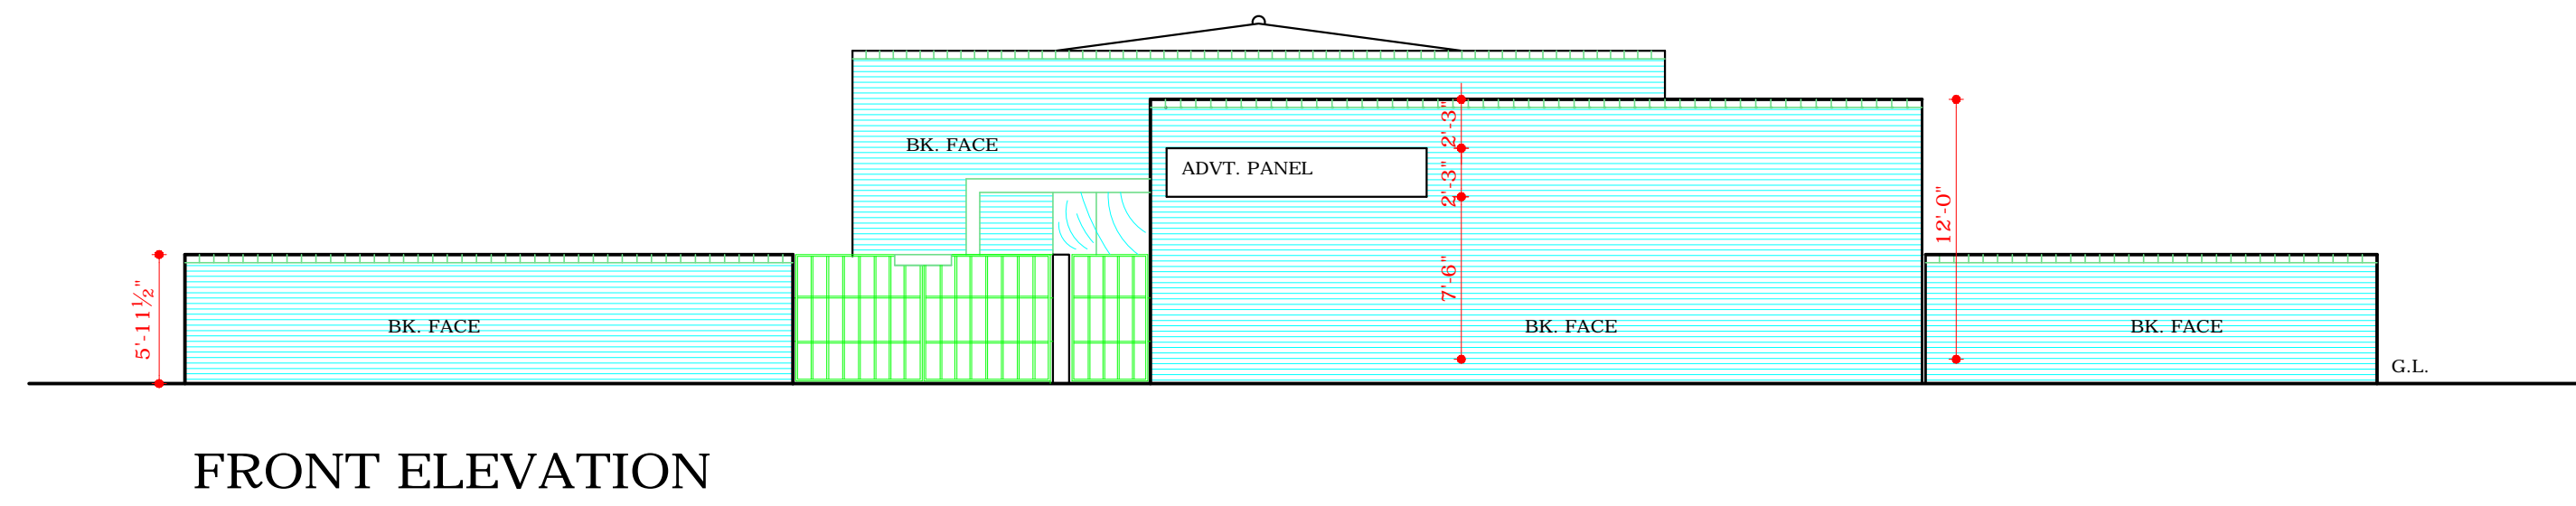 BK. FACE
ADVT. PANEL
2'-3"
2'-3"
7'-6"
12'-0"
5'-11½"
BK. FACE
BK. FACE
BK. FACE
G.L.
FRONT ELEVATION